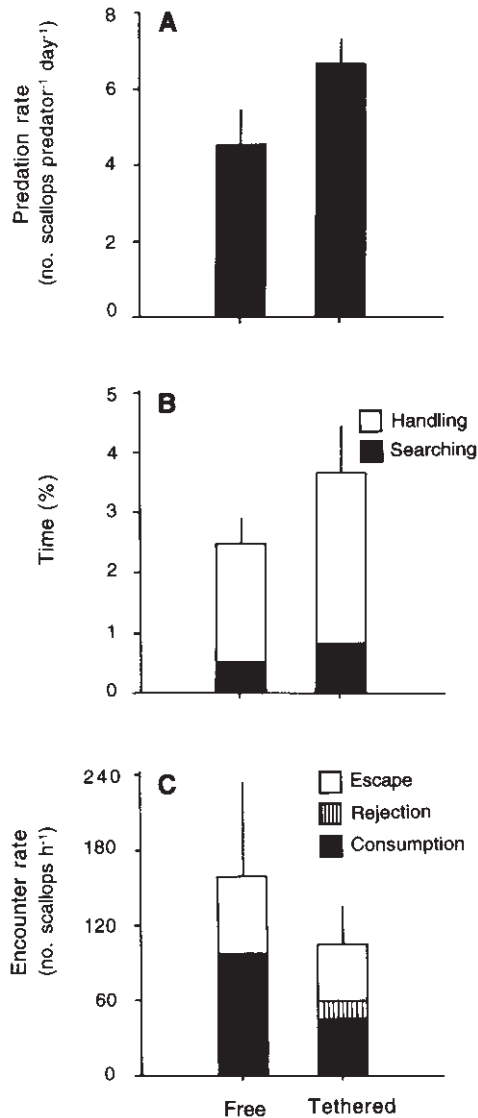 A
Predation rate
(no. scallops predator⁻¹ day⁻¹)
8
6
4
2
0
B
Time (%)
5
4
3
2
1
0
Handling
Searching
C
Encounter rate
(no. scallops h⁻¹)
240
180
120
60
0
Escape
Rejection
Consumption
Free
Tethered